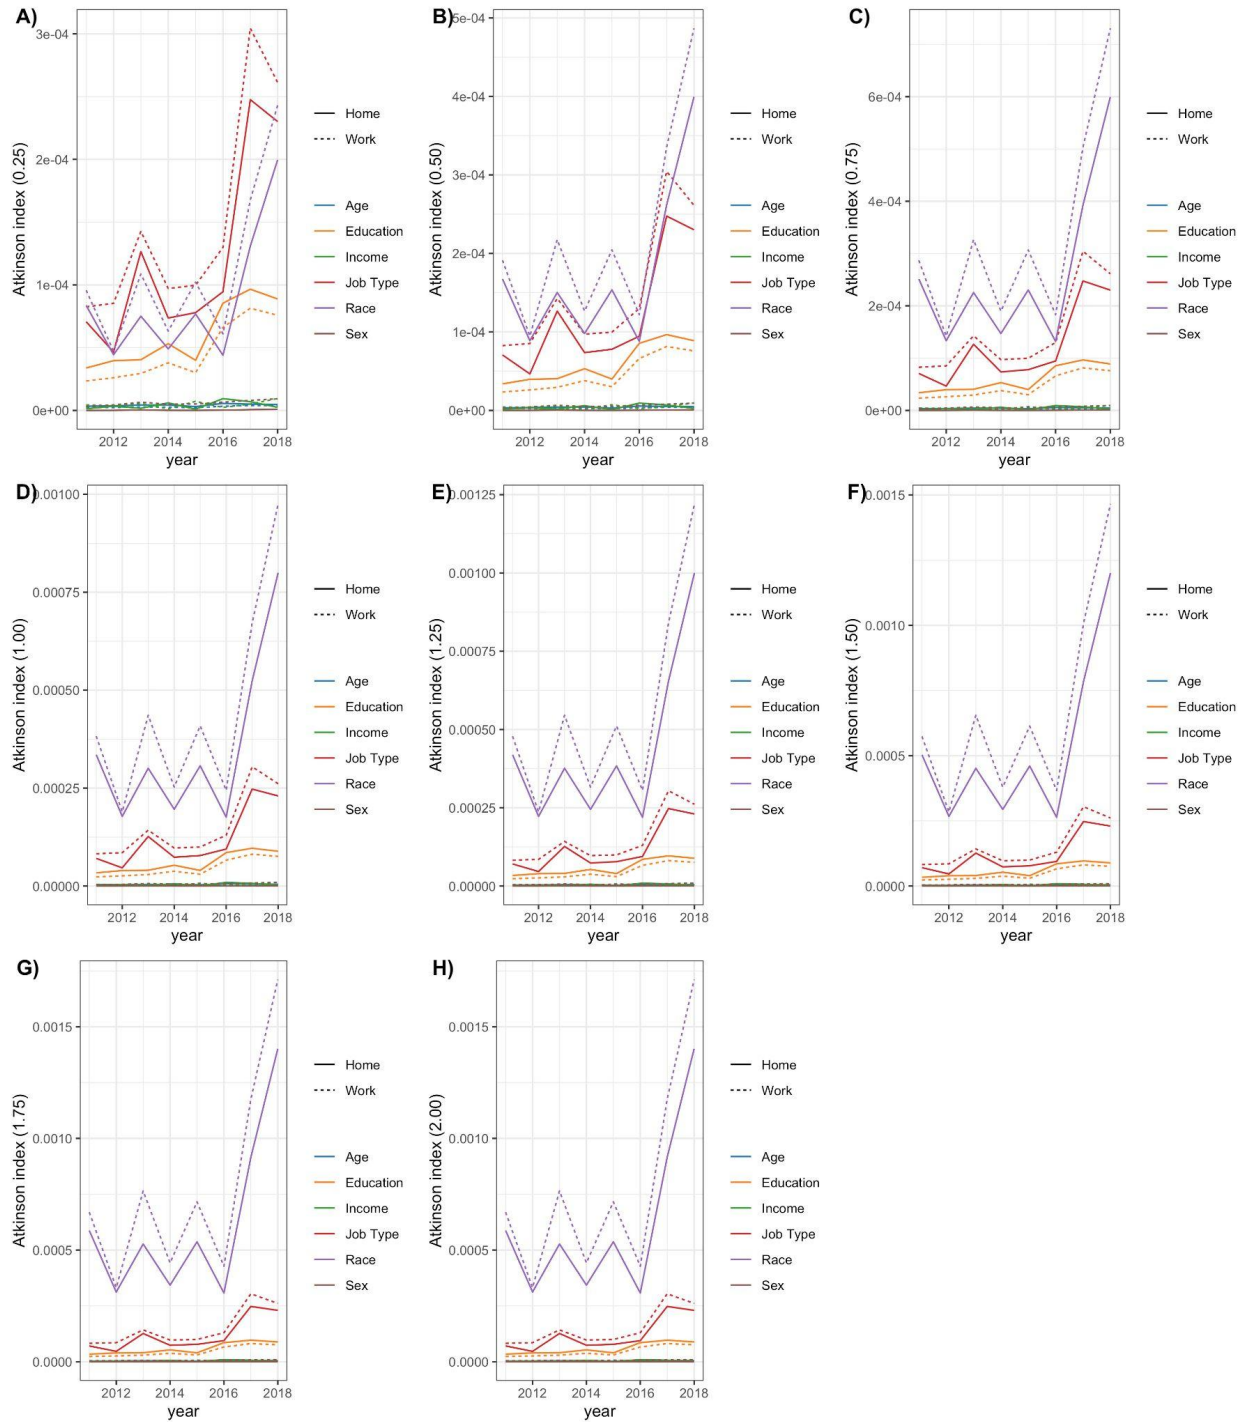 A)
Atkinson index (0.25)
3e-04
2e-04
1e-04
0e+00
2012 2014 2016 2018
year
Home
Work
Age
Education
Income
Job Type
Race
Sex
B)
Atkinson index (0.50)
5e-04
4e-04
3e-04
2e-04
1e-04
0e+00
2012 2014 2016 2018
year
Home
Work
Age
Education
Income
Job Type
Race
Sex
C)
Atkinson index (0.75)
6e-04
4e-04
2e-04
0e+00
2012 2014 2016 2018
year
Home
Work
Age
Education
Income
Job Type
Race
Sex
D)
Atkinson index (1.00)
0.00100
0.00075
0.00050
0.00025
0.00000
2012 2014 2016 2018
year
Home
Work
Age
Education
Income
Job Type
Race
Sex
E)
Atkinson index (1.25)
0.00125
0.00100
0.00075
0.00050
0.00025
0.00000
2012 2014 2016 2018
year
Home
Work
Age
Education
Income
Job Type
Race
Sex
F)
Atkinson index (1.50)
0.0015
0.0010
0.0005
0.0000
2012 2014 2016 2018
year
Home
Work
Age
Education
Income
Job Type
Race
Sex
G)
Atkinson index (1.75)
0.0015
0.0010
0.0005
0.0000
2012 2014 2016 2018
year
Home
Work
Age
Education
Income
Job Type
Race
Sex
H)
Atkinson index (2.00)
0.0015
0.0010
0.0005
0.0000
2012 2014 2016 2018
year
Home
Work
Age
Education
Income
Job Type
Race
Sex